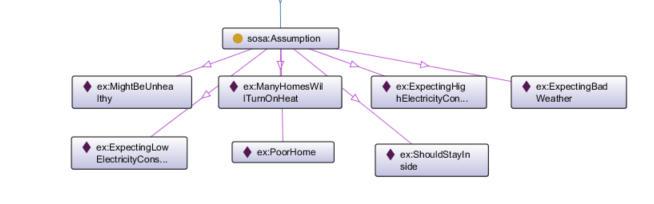 sosa:Assumption
ex:MightBeUnhea
lthy
ex:ManyHomesWil
lTurnOnHeat
ex:ExpectingHig
hElectricityCon...
ex:ExpectingBad
Weather
ex:ExpectingLow
ElectricityCons...
ex:PoorHome
ex:ShouldStayIn
side